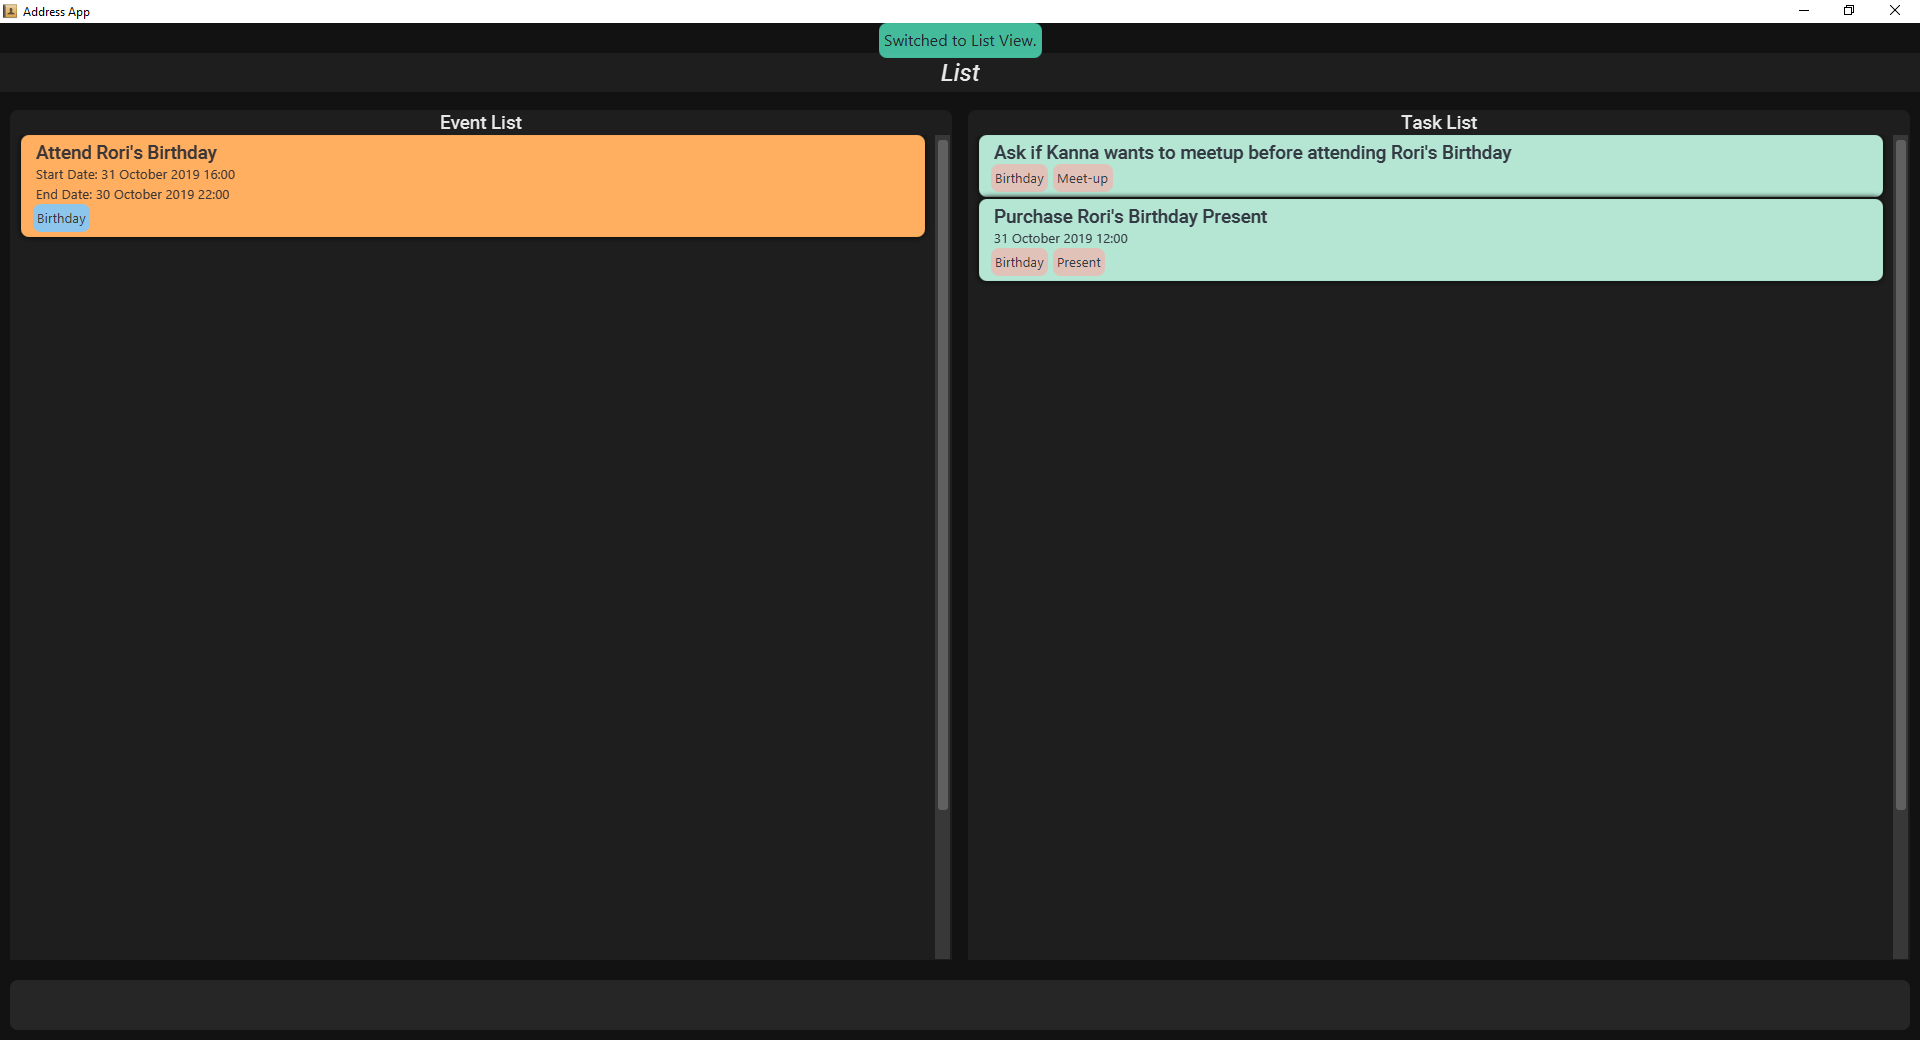 Address App
Switched to List View.
List
Event List
Attend Rori's Birthday
Start Date: 31 October 2019 16:00
End Date: 30 October 2019 22:00
Birthday
Task List
Ask if Kanna wants to meetup before attending Rori's Birthday
Birthday Meet-up
Purchase Rori's Birthday Present
31 October 2019 12:00
Birthday Present